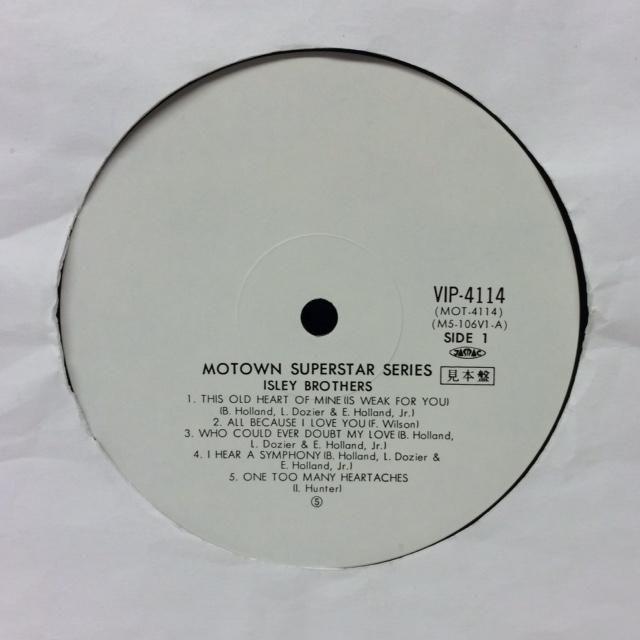 VIP-4114
(MOT-4114)
(M5-106V1-A)
SIDE 1
JASRAC
MOTOWN SUPERSTAR SERIES
ISLEY BROTHERS
見本盤
1. THIS OLD HEART OF MINE(IS WEAK FOR YOU)
(B. Holland, L. Dozier & E. Holland, Jr.)
2. ALL BECAUSE I LOVE YOU(F. Wilson)
3. WHO COULD EVER DOUBT MY LOVE(B. Holland,
L. Dozier & E. Holland, Jr.)
4. I HEAR A SYMPHONY(B. Holland, L. Dozier &
E. Holland, Jr.)
5. ONE TOO MANY HEARTACHES
(I. Hunter)
Ⓢ